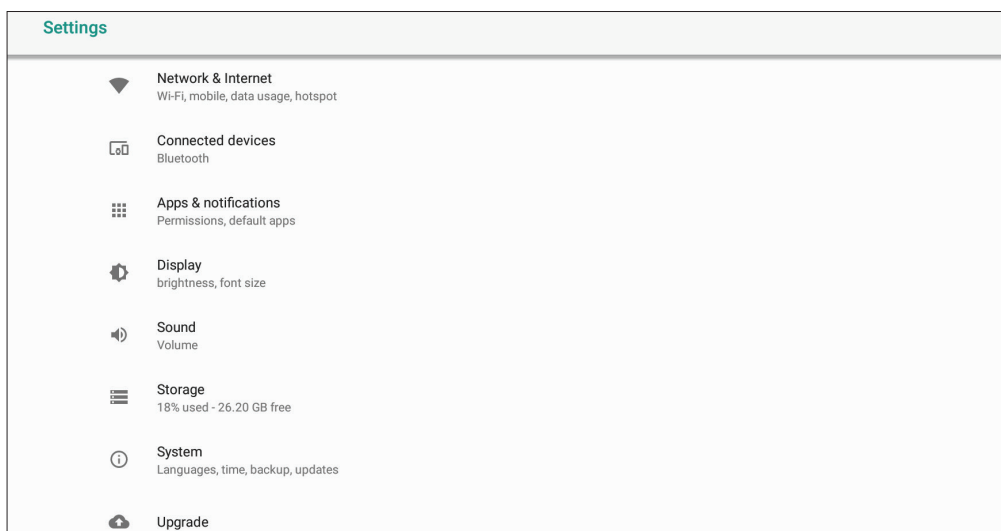 Settings
Network & Internet
Wi-Fi, mobile, data usage, hotspot
Connected devices
Bluetooth
Apps & notifications
Permissions, default apps
Display
brightness, font size
Sound
Volume
Storage
18% used - 26.20 GB free
System
Languages, time, backup, updates
Upgrade